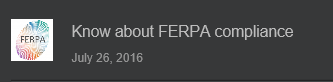 FERPA
Know about FERPA compliance
July 26, 2016